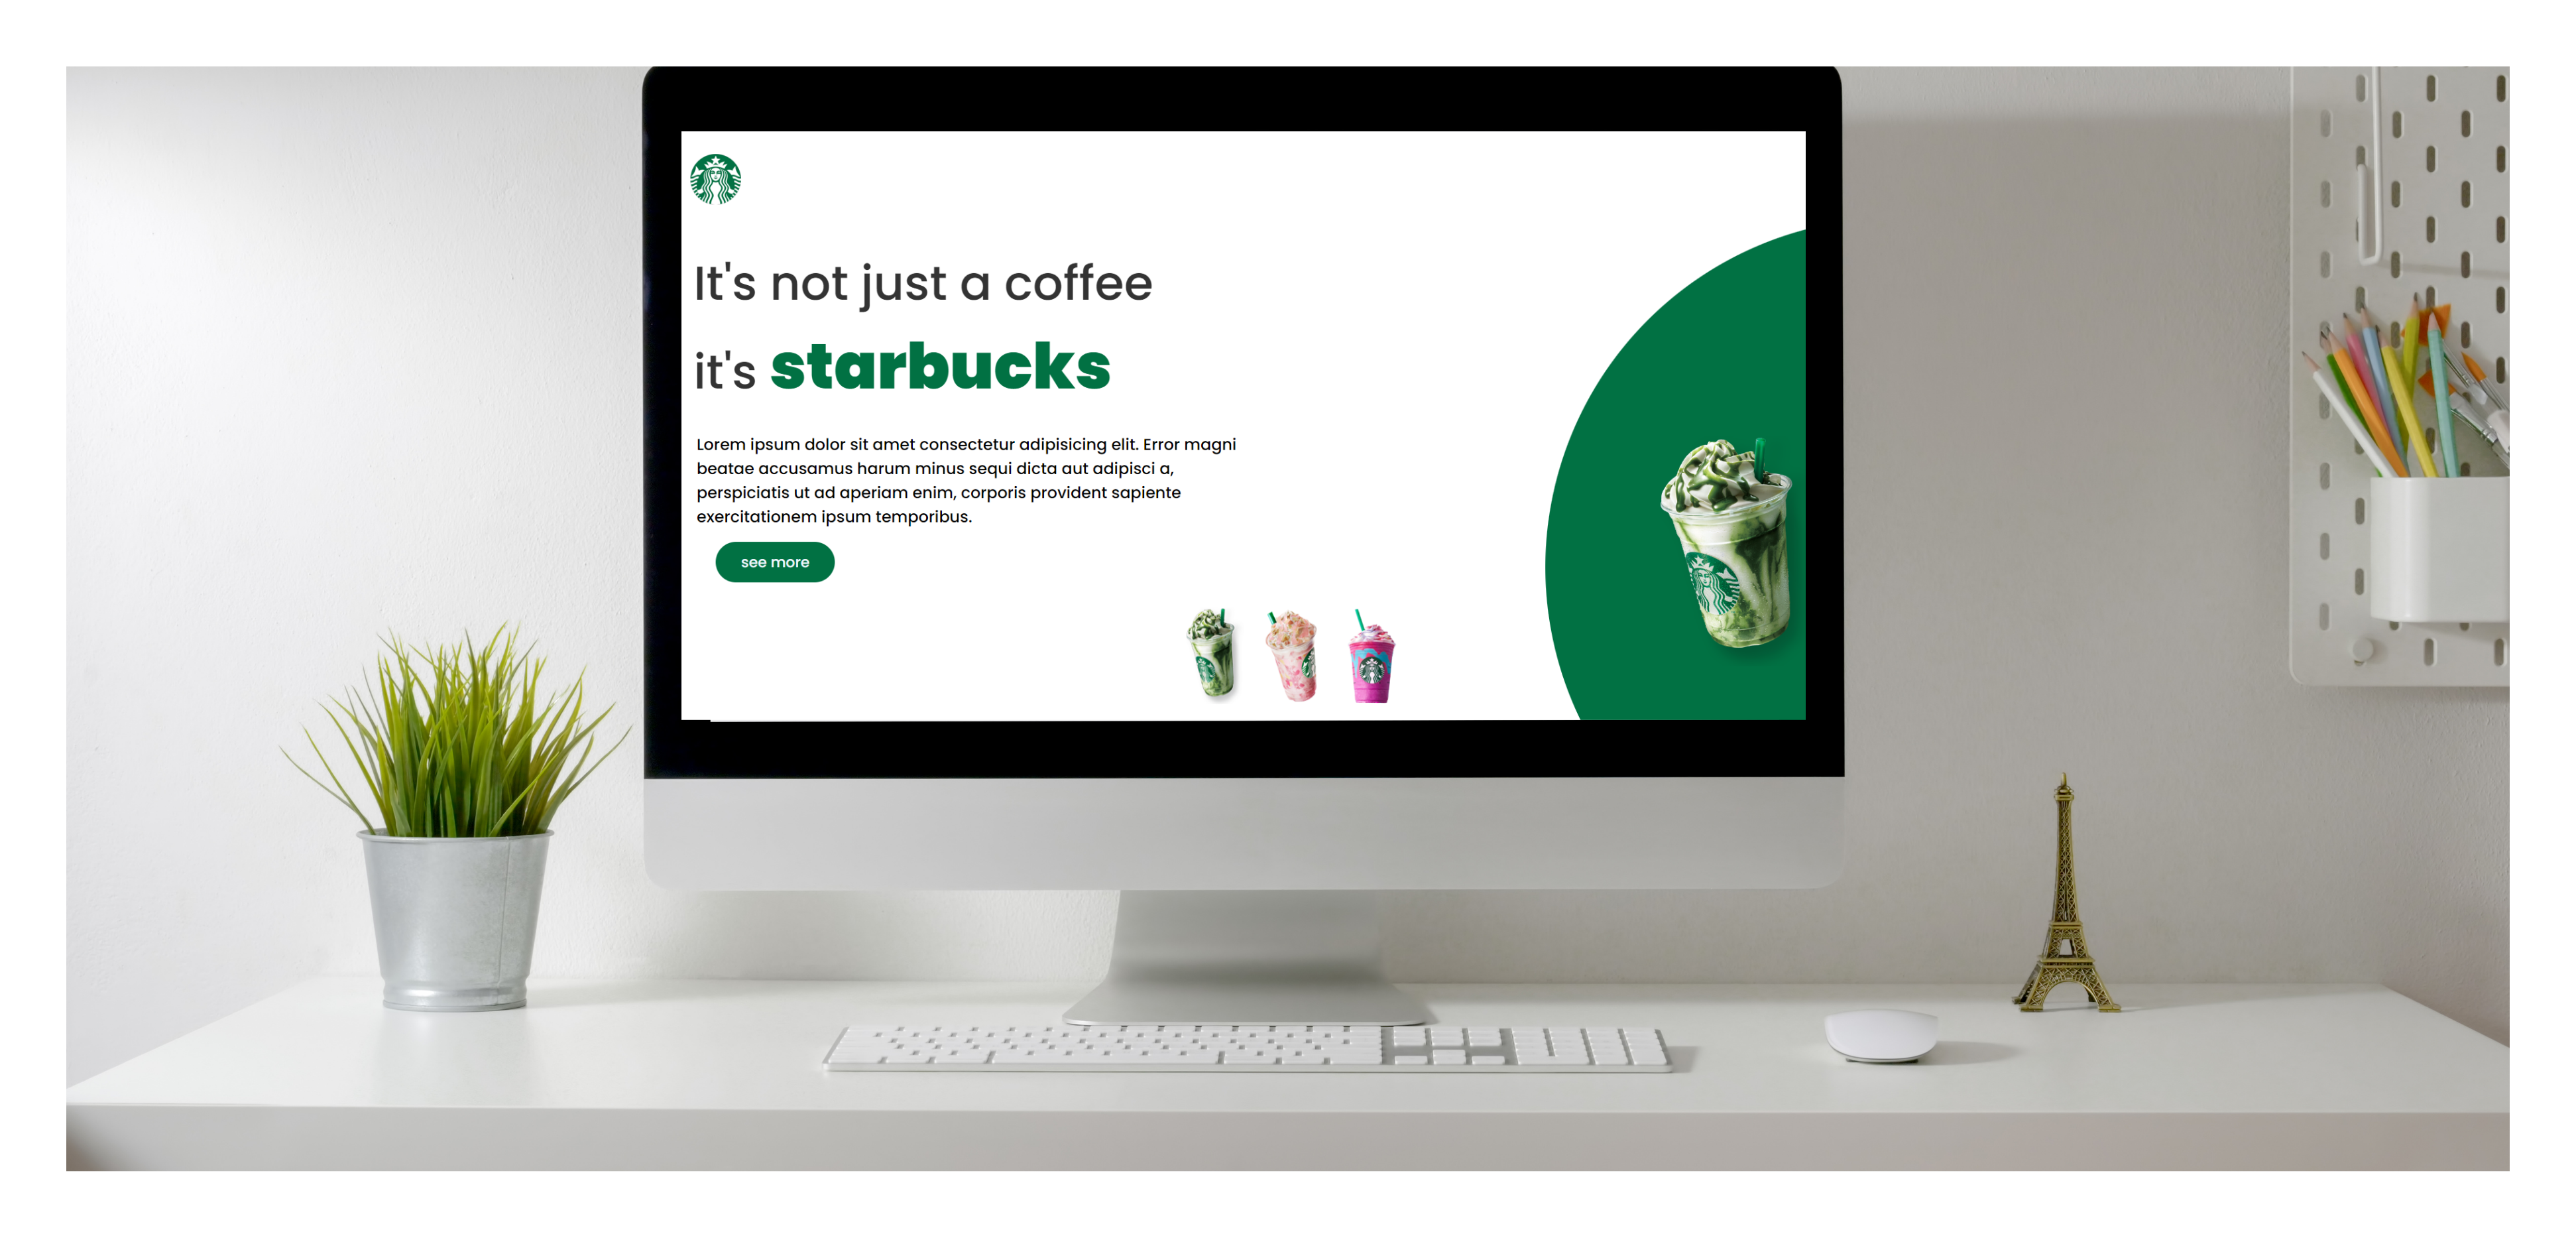 It's not just a coffee
it's starbucks
Lorem ipsum dolor sit amet consectetur adipisicing elit. Error magni
beatae accusamus harum minus sequi dicta aut adipisci a,
perspiciatis ut ad aperiam enim, corporis provident sapiente
exercitationem ipsum temporibus.
see more